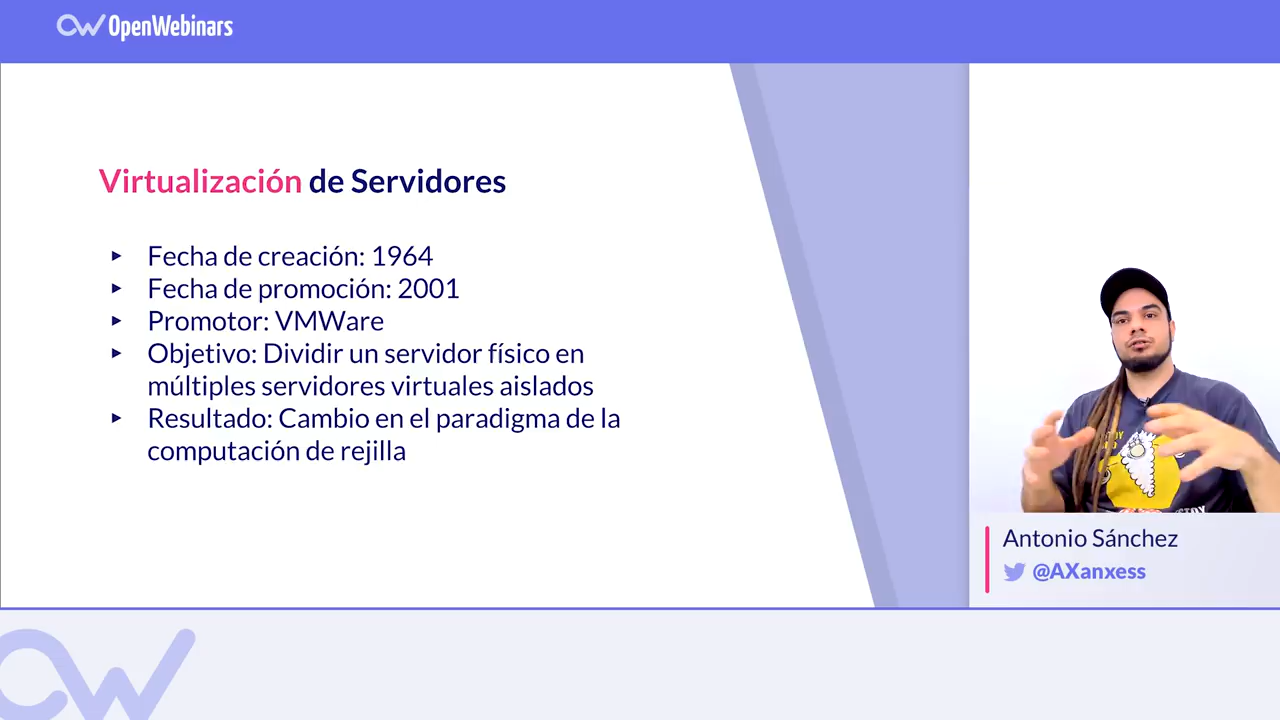 OpenWebinars
Virtualización de Servidores
Fecha de creación: 1964
Fecha de promoción: 2001
Promotor: VMWare
Objetivo: Dividir un servidor físico en
múltiples servidores virtuales aislados
Resultado: Cambio en el paradigma de la
computación de rejilla
Antonio Sánchez
@AXanxess